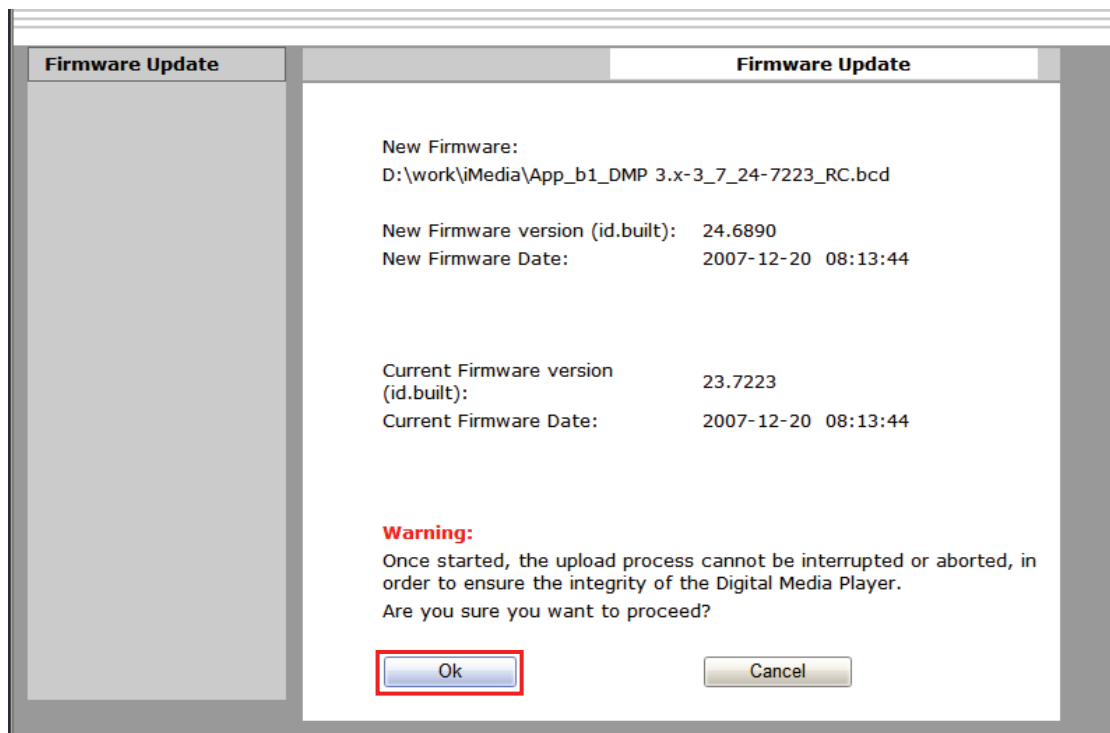 Firmware Update
Firmware Update
New Firmware:
D:\work\iMedia\App_b1_DMP 3.x-3_7_24-7223_RC.bcd
New Firmware version (id.built): 24.6890
New Firmware Date: 2007-12-20 08:13:44
Current Firmware version
(id.built): 23.7223
Current Firmware Date: 2007-12-20 08:13:44
Warning:
Once started, the upload process cannot be interrupted or aborted, in
order to ensure the integrity of the Digital Media Player.
Are you sure you want to proceed?
Ok Cancel